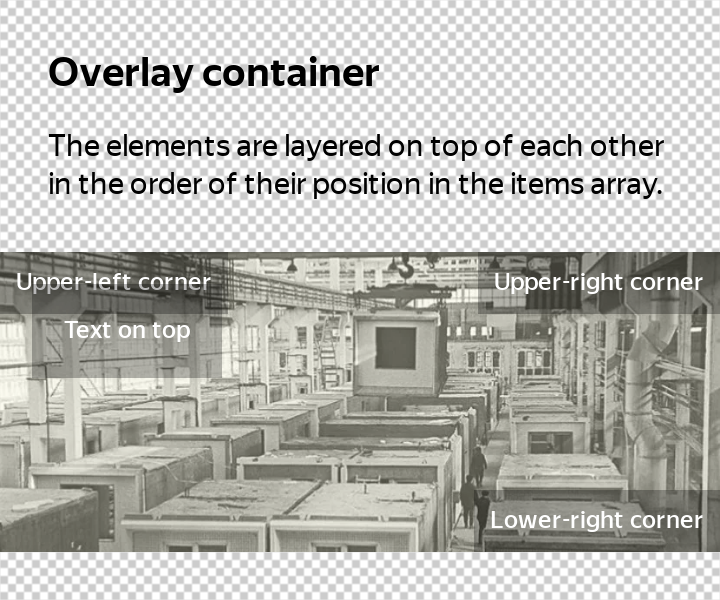 Overlay container
The elements are layered on top of each other
in the order of their position in the items array.
Upper-left corner
Upper-right corner
Text on top
Lower-right corner